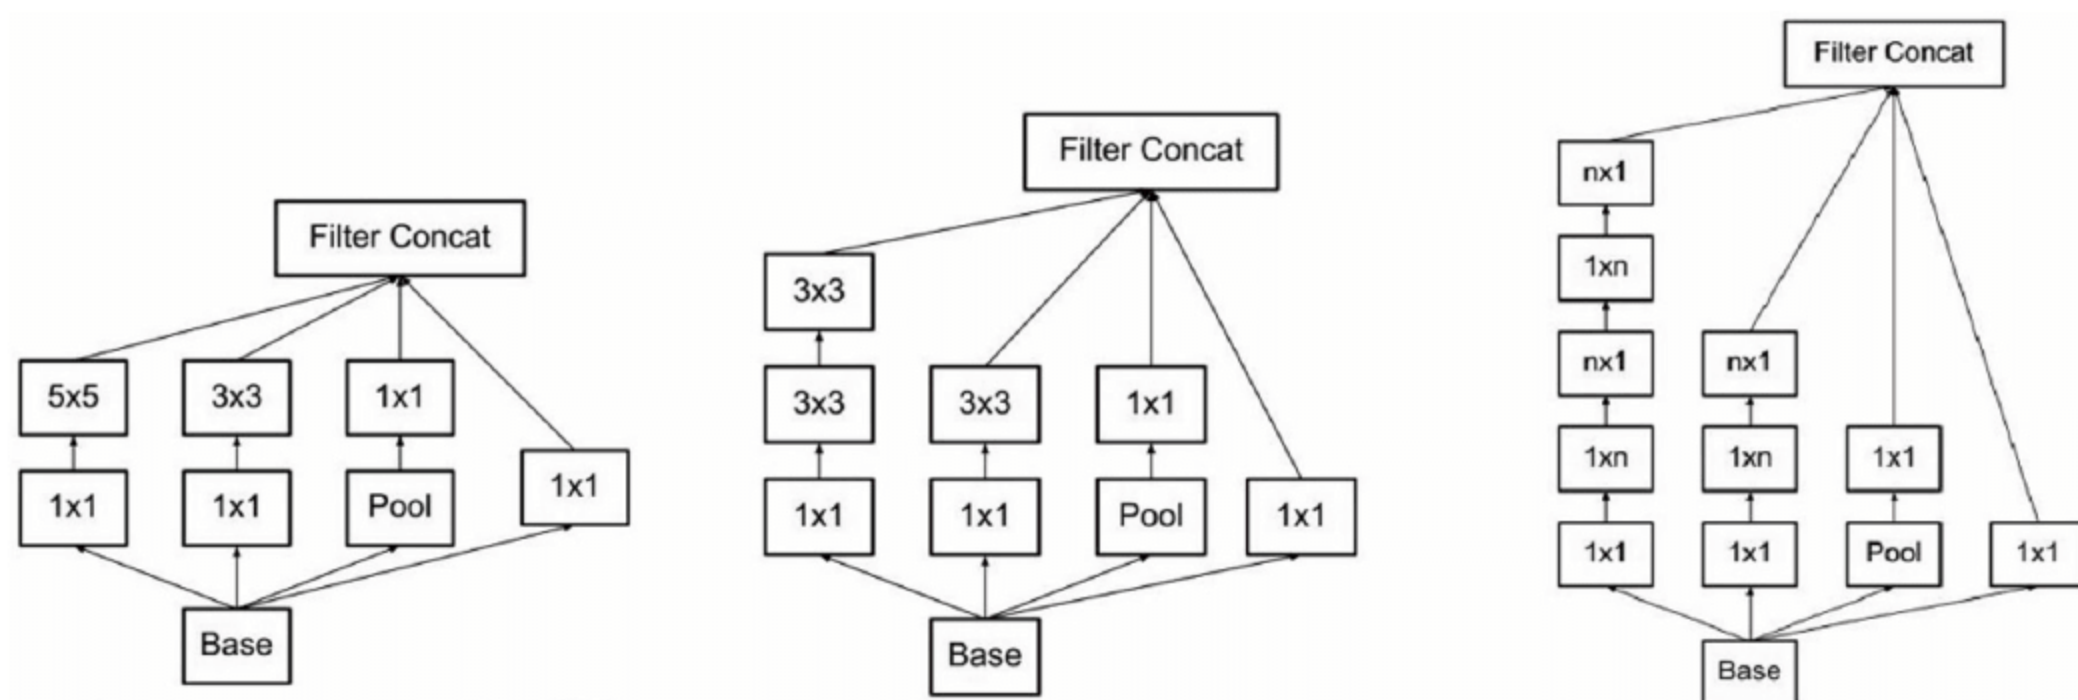 Filter Concat
5x5 3x3 1x1
1x1 1x1 Pool 1x1
Base
Filter Concat
3x3
3x3 3x3 1x1
1x1 1x1 Pool 1x1
Base
Filter Concat
nx1
1xn
nx1 nx1
1xn 1xn 1x1
1x1 1x1 Pool 1x1
Base